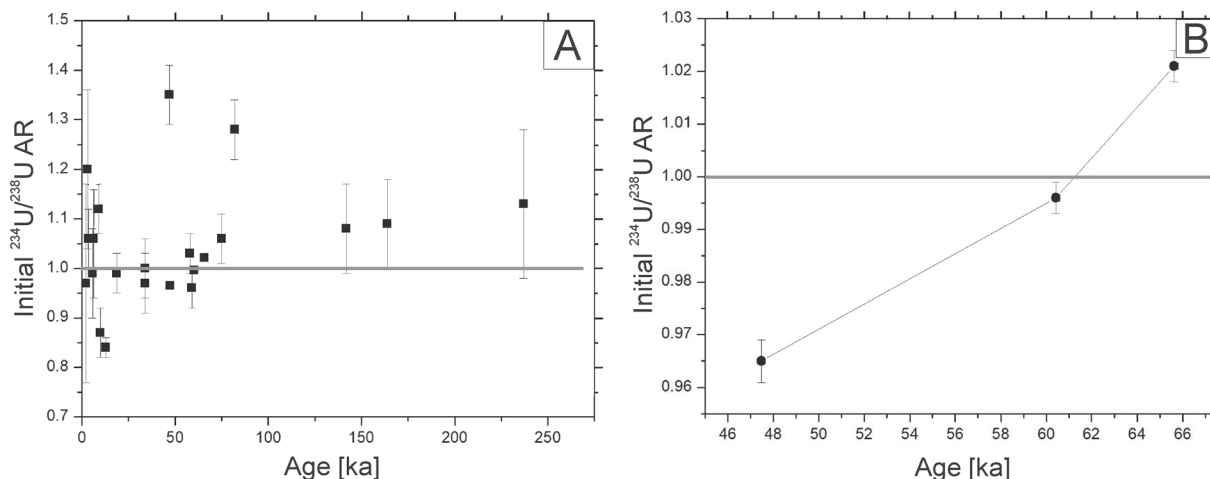 A
Initial ²³⁴U/²³⁸U AR
1.5
1.4
1.3
1.2
1.1
1.0
0.9
0.8
0.7
0 50 100 150 200 250
Age [ka]
B
Initial ²³⁴U/²³⁸U AR
1.03
1.02
1.01
1.00
0.99
0.98
0.97
0.96
46 48 50 52 54 56 58 60 62 64 66
Age [ka]